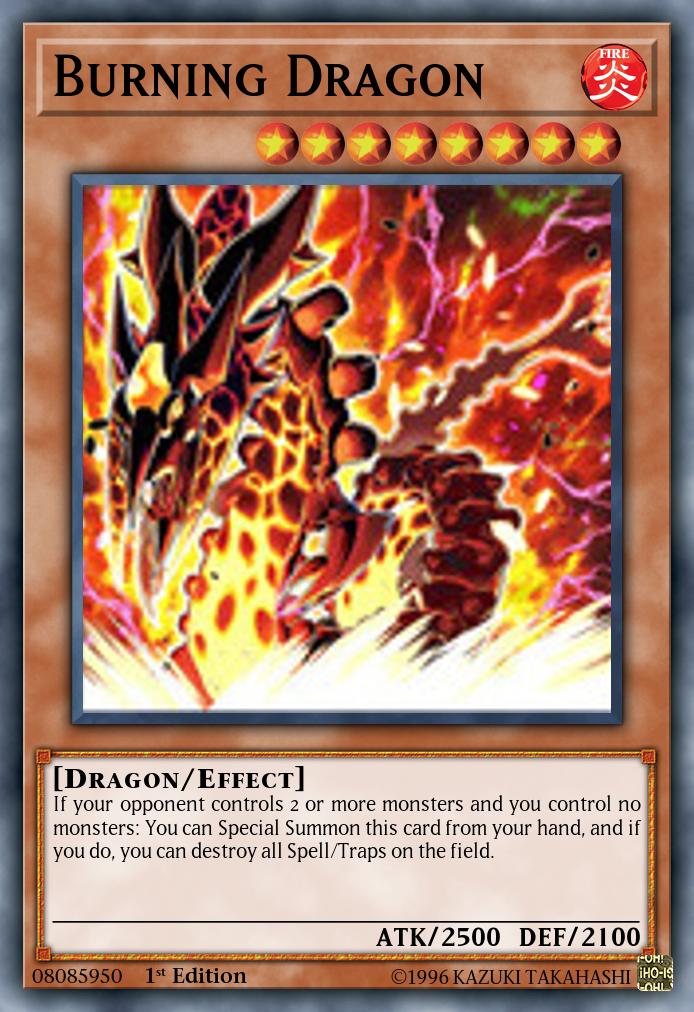 Burning Dragon
FIRE
炎
[Dragon/Effect]
If your opponent controls 2 or more monsters and you control no
monsters: You can Special Summon this card from your hand, and if
you do, you can destroy all Spell/Traps on the field.
ATK/2500 DEF/2100
08085950 1st Edition ©1996 KAZUKI TAKAHASHI